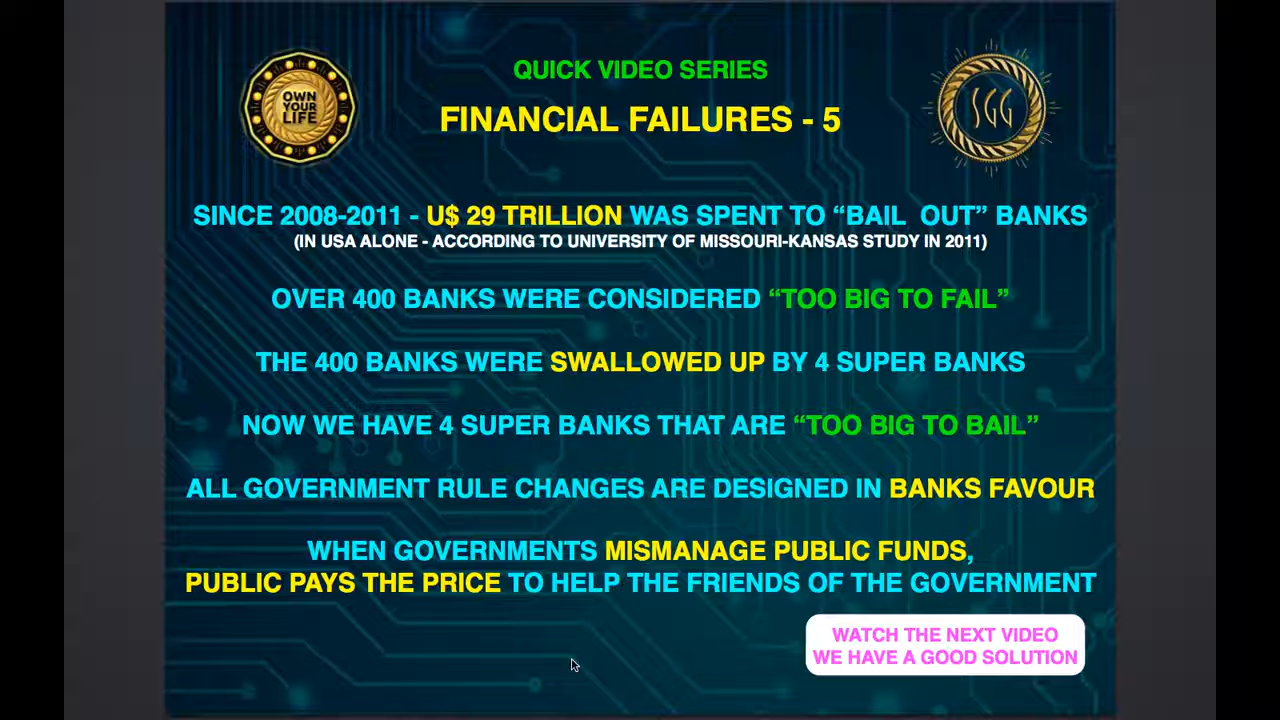 OWN
YOUR
LIFE
QUICK VIDEO SERIES
FINANCIAL FAILURES - 5
SGG
SINCE 2008-2011 - U$ 29 TRILLION WAS SPENT TO “BAIL OUT” BANKS
(IN USA ALONE - ACCORDING TO UNIVERSITY OF MISSOURI-KANSAS STUDY IN 2011)
OVER 400 BANKS WERE CONSIDERED “TOO BIG TO FAIL”
THE 400 BANKS WERE SWALLOWED UP BY 4 SUPER BANKS
NOW WE HAVE 4 SUPER BANKS THAT ARE “TOO BIG TO BAIL”
ALL GOVERNMENT RULE CHANGES ARE DESIGNED IN BANKS FAVOUR
WHEN GOVERNMENTS MISMANAGE PUBLIC FUNDS,
PUBLIC PAYS THE PRICE TO HELP THE FRIENDS OF THE GOVERNMENT
WATCH THE NEXT VIDEO
WE HAVE A GOOD SOLUTION